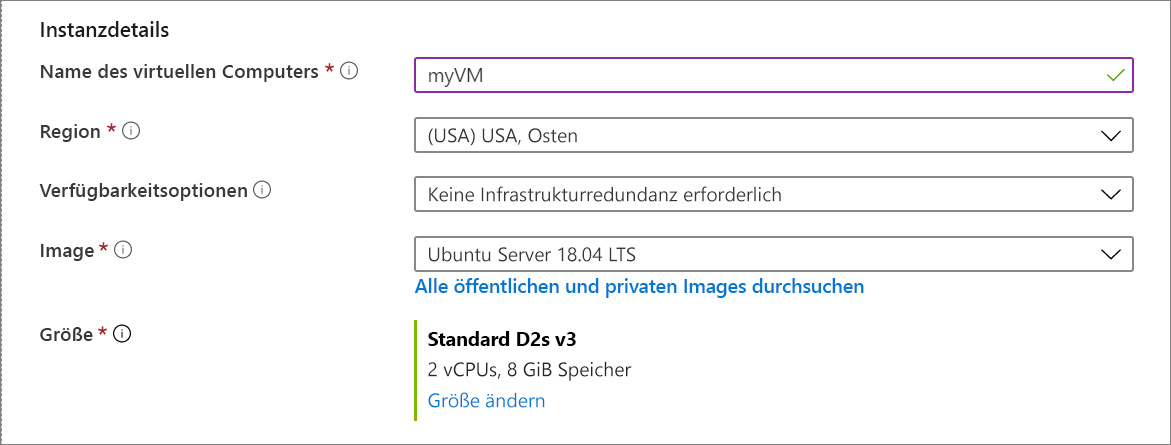 Instanzdetails
Name des virtuellen Computers * myVM
Region * (USA) USA, Osten
Verfügbarkeitsoptionen Keine Infrastrukturredundanz erforderlich
Image * Ubuntu Server 18.04 LTS
Alle öffentlichen und privaten Images durchsuchen
Größe * Standard D2s v3
2 vCPUs, 8 GiB Speicher
Größe ändern